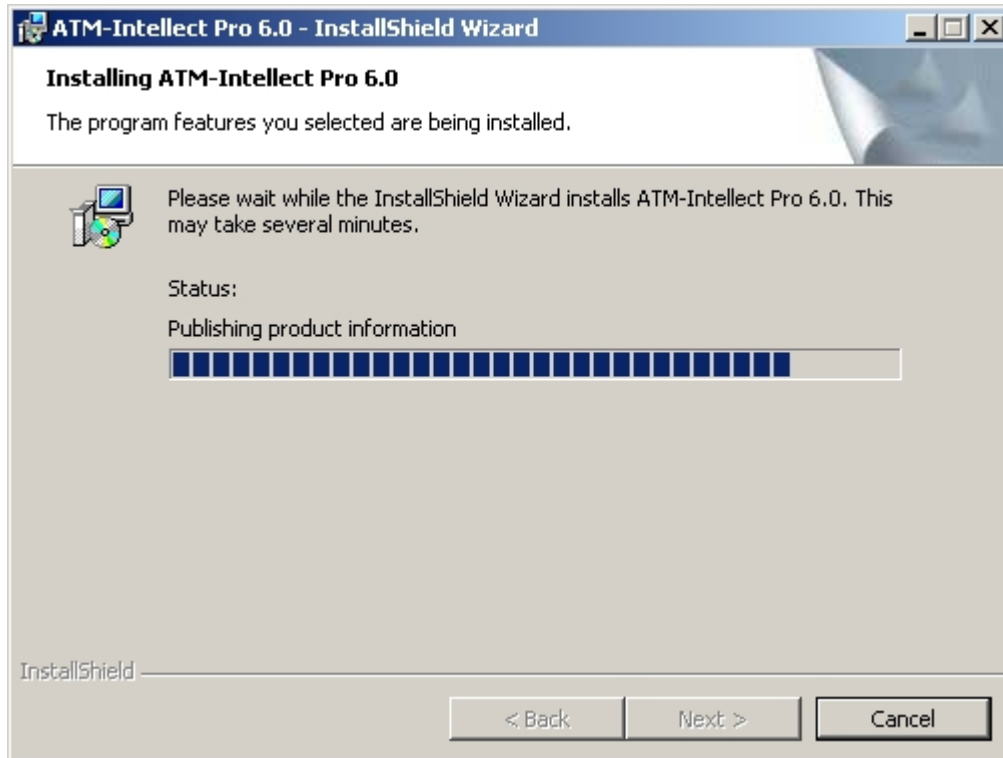 ATM-Intellect Pro 6.0 - InstallShield Wizard
Installing ATM-Intellect Pro 6.0
The program features you selected are being installed.
Please wait while the InstallShield Wizard installs ATM-Intellect Pro 6.0. This
may take several minutes.
Status:
Publishing product information
InstallShield
< Back
Next >
Cancel